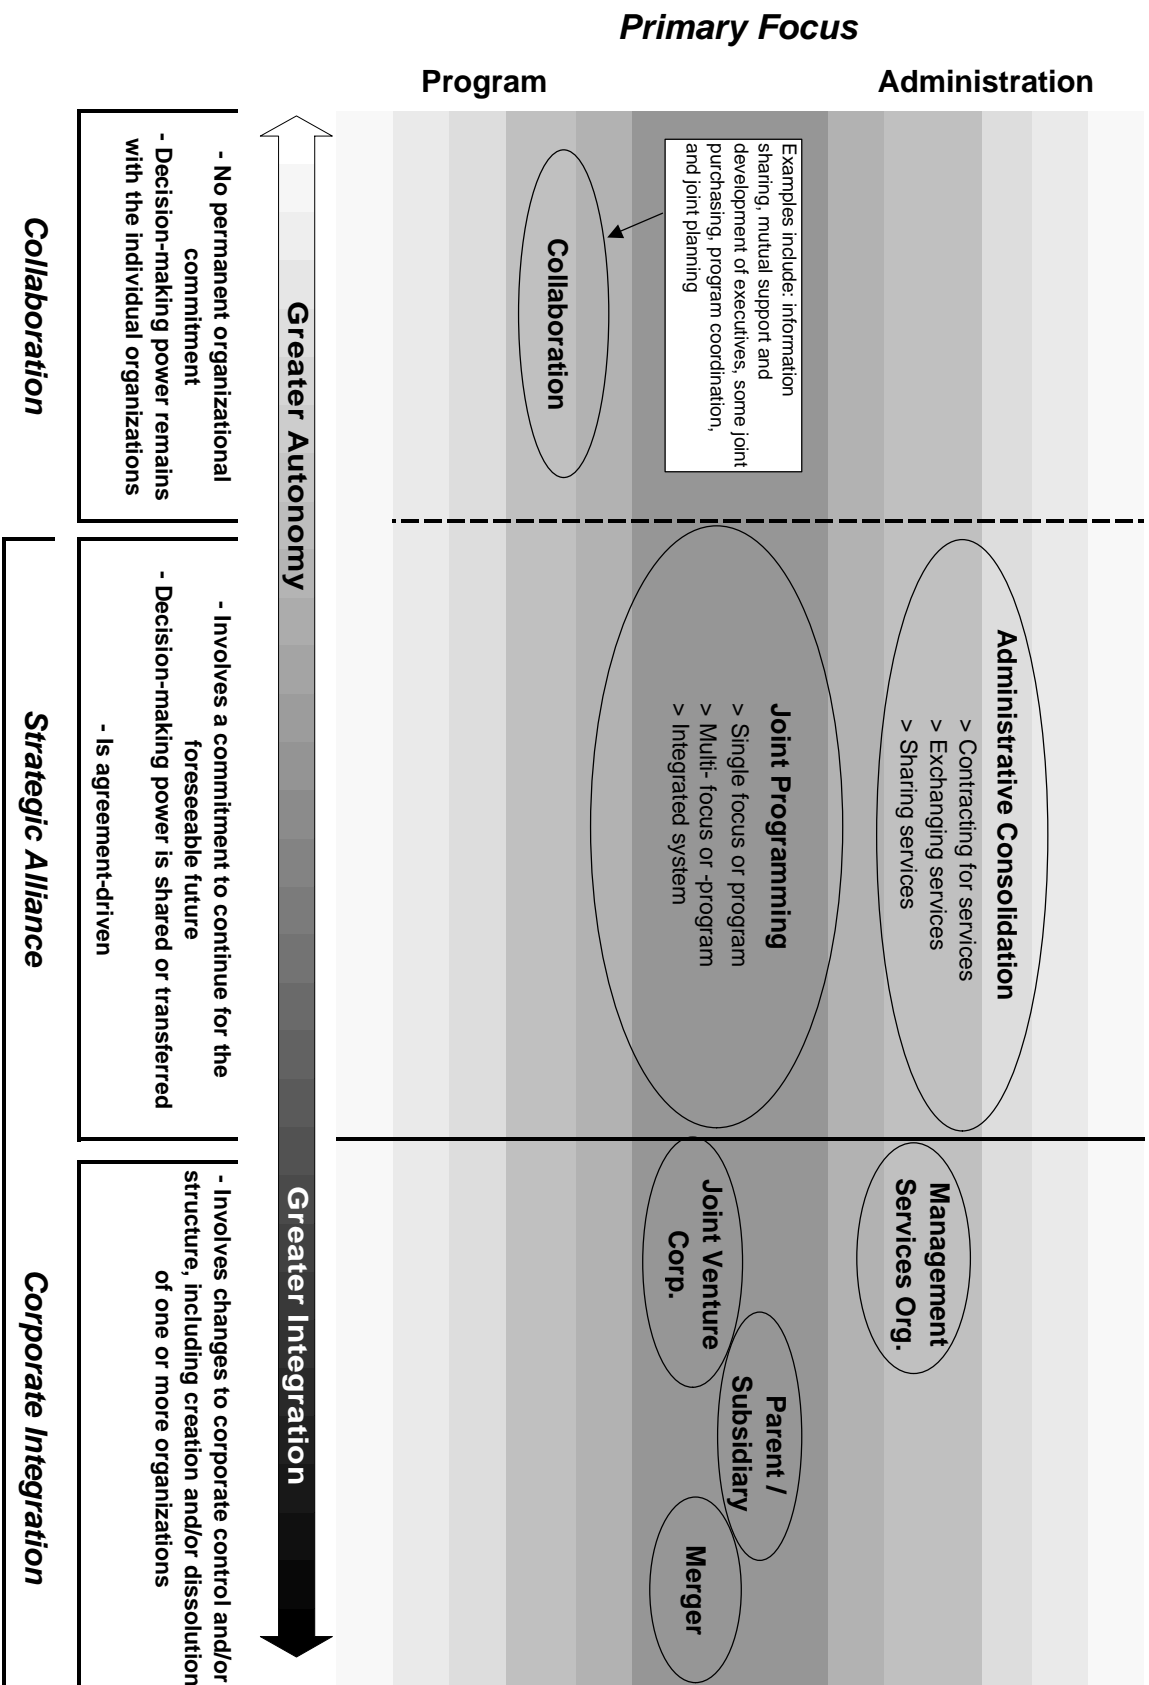 Primary Focus
Program
Administration
Examples include: information
sharing, mutual support and
development of executives, some joint
purchasing, program coordination,
and joint planning
Collaboration
Administrative Consolidation
> Contracting for services
> Exchanging services
> Sharing services
Joint Programming
> Single focus or program
> Multi- focus or -program
> Integrated system
Management
Services Org.
Joint Venture
Corp.
Parent /
Subsidiary
Merger
Greater Autonomy
Greater Integration
- No permanent organizational
commitment
- Decision-making power remains
with the individual organizations
- Involves a commitment to continue for the
foreseeable future
- Decision-making power is shared or transferred
- Is agreement-driven
- Involves changes to corporate control and/or
structure, including creation and/or dissolution
of one or more organizations
Collaboration
Strategic Alliance
Corporate Integration